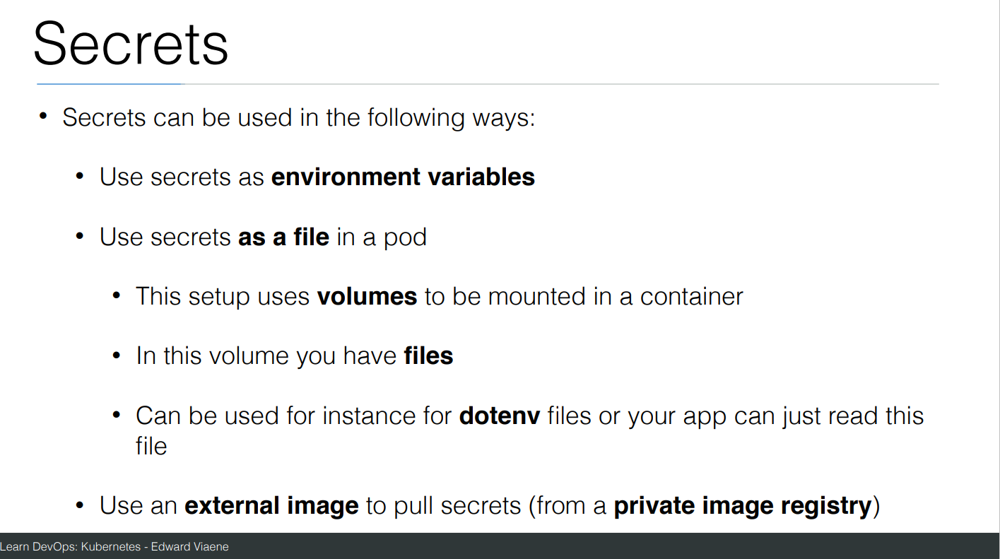 Secrets
• Secrets can be used in the following ways:
• Use secrets as environment variables
• Use secrets as a file in a pod
• This setup uses volumes to be mounted in a container
• In this volume you have files
• Can be used for instance for dotenv files or your app can just read this
file
• Use an external image to pull secrets (from a private image registry)
Learn DevOps: Kubernetes - Edward Viaene